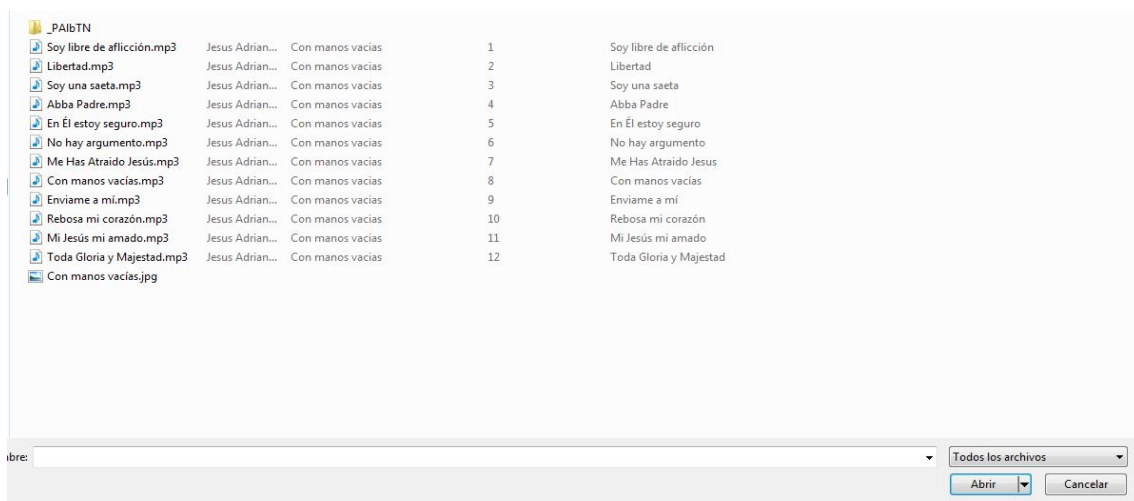 _PAlbTN
Soy libre de aflicción.mp3 Jesus Adrian... Con manos vacias 1 Soy libre de aflicción
Libertad.mp3 Jesus Adrian... Con manos vacias 2 Libertad
Soy una saeta.mp3 Jesus Adrian... Con manos vacias 3 Soy una saeta
Abba Padre.mp3 Jesus Adrian... Con manos vacias 4 Abba Padre
En Él estoy seguro.mp3 Jesus Adrian... Con manos vacias 5 En Él estoy seguro
No hay argumento.mp3 Jesus Adrian... Con manos vacias 6 No hay argumento
Me Has Atraido Jesús.mp3 Jesus Adrian... Con manos vacias 7 Me Has Atraido Jesus
Con manos vacías.mp3 Jesus Adrian... Con manos vacias 8 Con manos vacías
Enviame a mí.mp3 Jesus Adrian... Con manos vacias 9 Enviame a mí
Rebosa mi corazón.mp3 Jesus Adrian... Con manos vacias 10 Rebosa mi corazón
Mi Jesús mi amado.mp3 Jesus Adrian... Con manos vacias 11 Mi Jesús mi amado
Toda Gloria y Majestad.mp3 Jesus Adrian... Con manos vacias 12 Toda Gloria y Majestad
Con manos vacías.jpg
bre: Todos los archivos
Abrir Cancelar